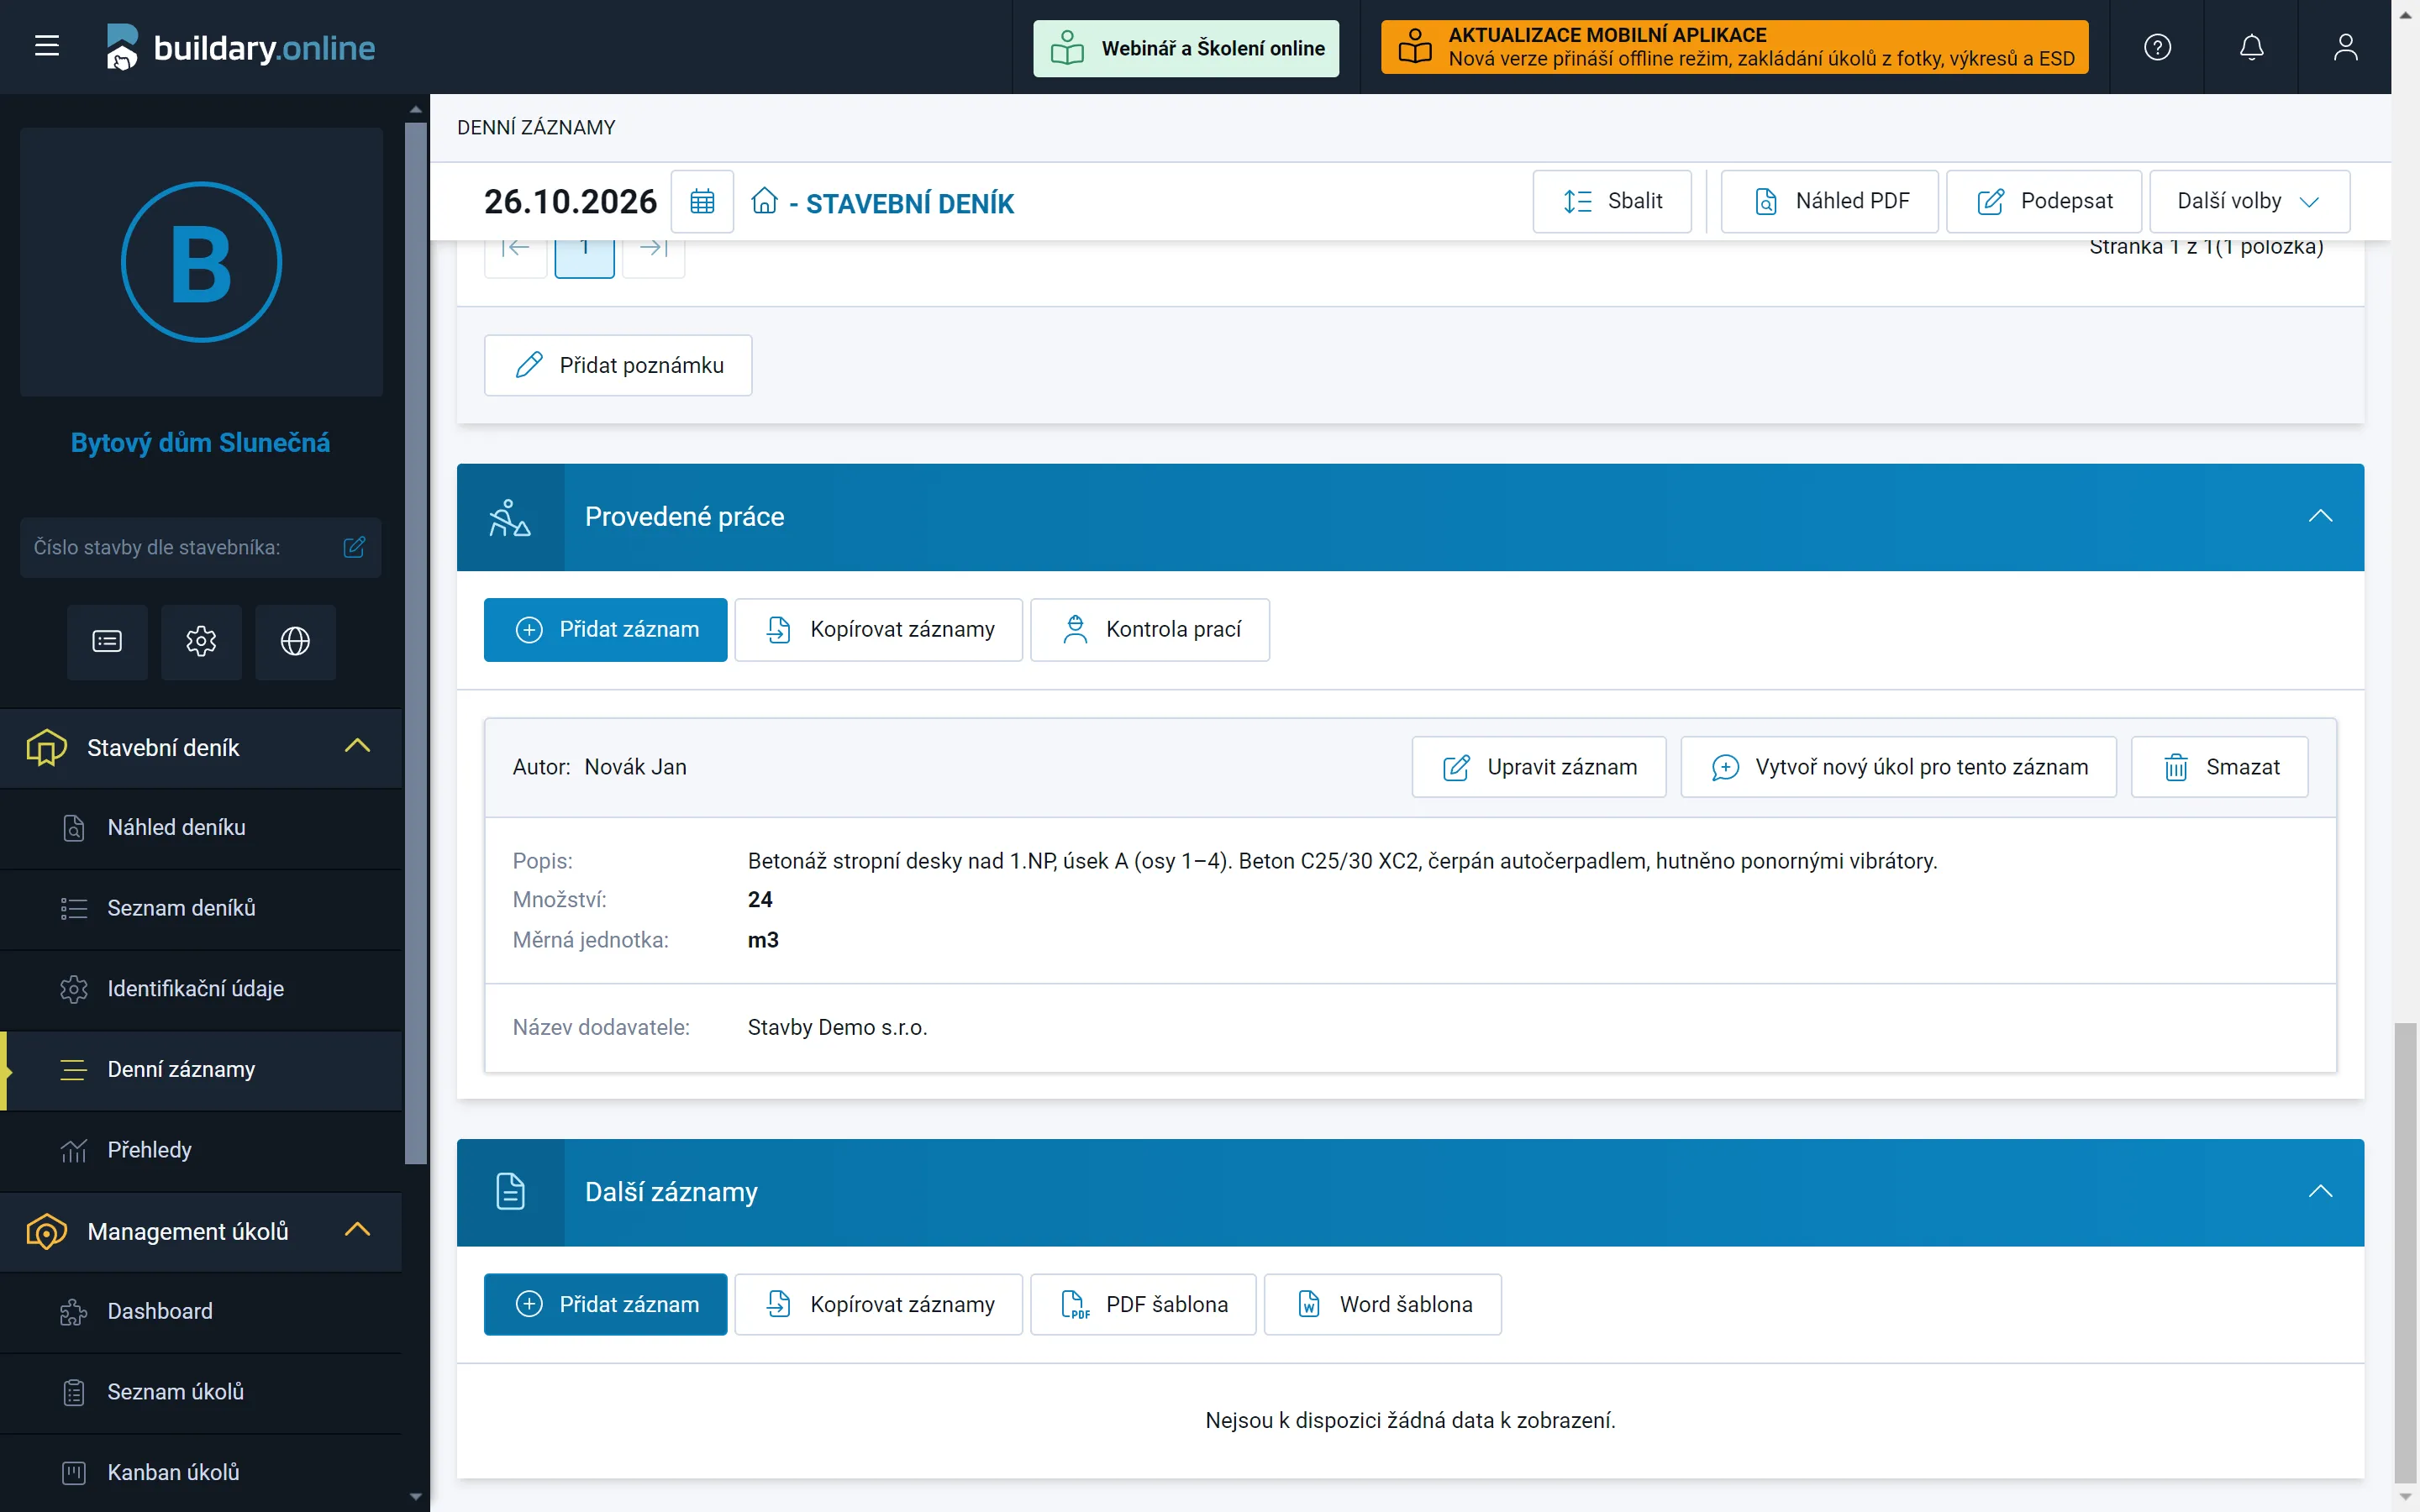 buildary.online
Webinář a Školení online
AKTUALIZACE MOBILNÍ APLIKACE
Nová verze přináší offline režim, zakládání úkolů z fotky, výkresů a ESD
B
Bytový dům Slunečná
Číslo stavby dle stavebníka:
Stavební deník
Náhled deníku
Seznam deníků
Identifikační údaje
Denní záznamy
Přehledy
Management úkolů
Dashboard
Seznam úkolů
Kanban úkolů
DENNÍ ZÁZNAMY
26.10.2026
- STAVEBNÍ DENÍK
Sbalit
Náhled PDF
Podepsat
Další volby
1
Stránka 1 z 1(1 položka)
Přidat poznámku
Provedené práce
Přidat záznam
Kopírovat záznamy
Kontrola prací
Autor: Novák Jan
Upravit záznam
Vytvoř nový úkol pro tento záznam
Smazat
Popis: Betonáž stropní desky nad 1.NP, úsek A (osy 1–4). Beton C25/30 XC2, čerpán autočerpadlem, hutněno ponornými vibrátory.
Množství: 24
Měrná jednotka: m3
Název dodavatele: Stavby Demo s.r.o.
Další záznamy
Přidat záznam
Kopírovat záznamy
PDF šablona
Word šablona
Nejsou k dispozici žádná data k zobrazení.